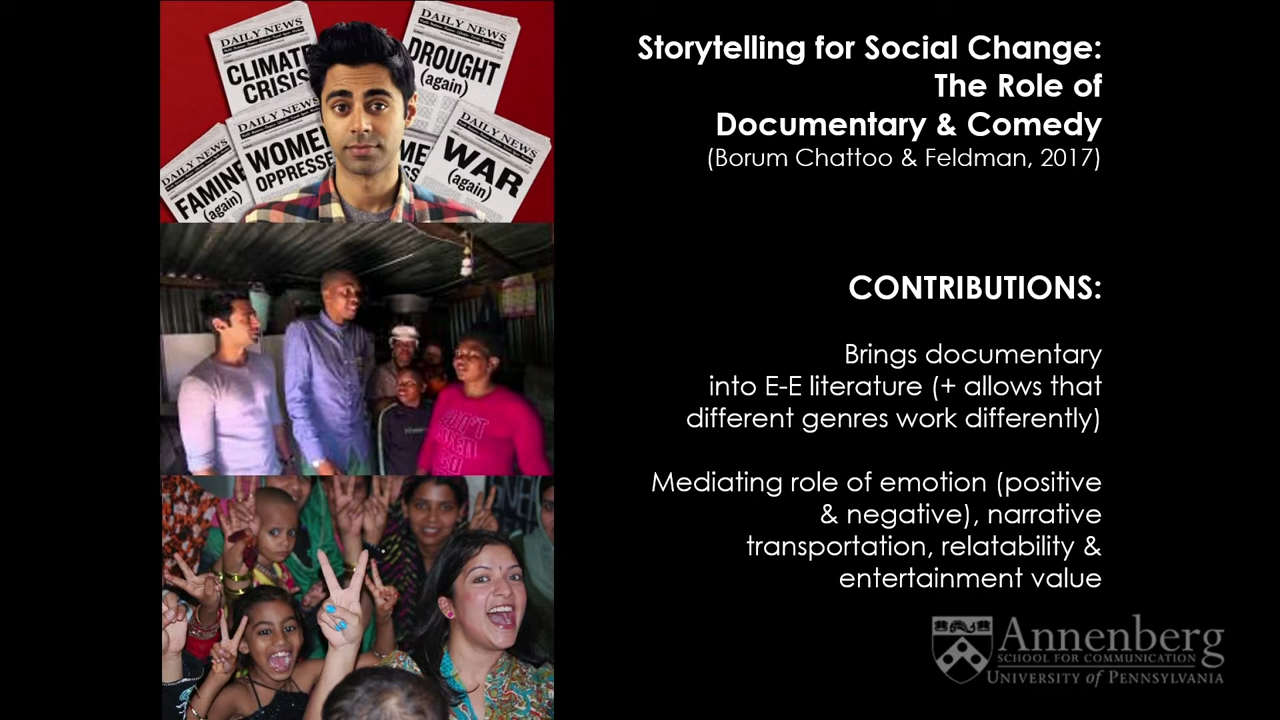 DAILY NEWS
CLIMATE
CRISIS
DAILY NEWS
DROUGHT
(again)
DAILY NEWS
FAMINE
(again)
DAILY NEWS
WOMEN
OPPRESSE
DAILY NEWS
WAR
(again)
Storytelling for Social Change:
The Role of
Documentary & Comedy
(Borum Chattoo & Feldman, 2017)
CONTRIBUTIONS:
Brings documentary
into E-E literature (+ allows that
different genres work differently)
Mediating role of emotion (positive
& negative), narrative
transportation, relatability &
entertainment value
Annenberg
SCHOOL FOR COMMUNICATION
UNIVERSITY of PENNSYLVANIA